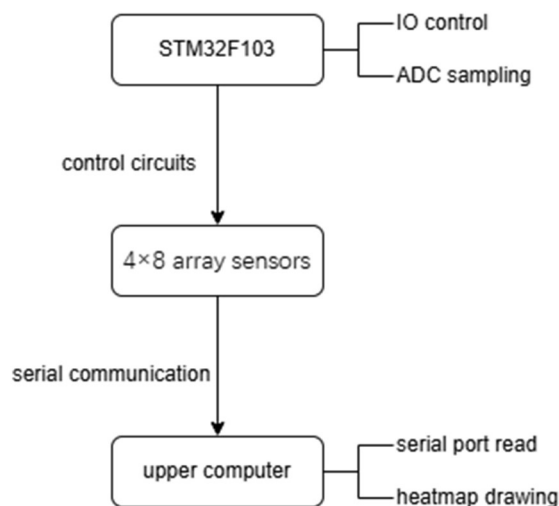 STM32F103
IO control
ADC sampling
control circuits
4×8 array sensors
serial communication
upper computer
serial port read
heatmap drawing